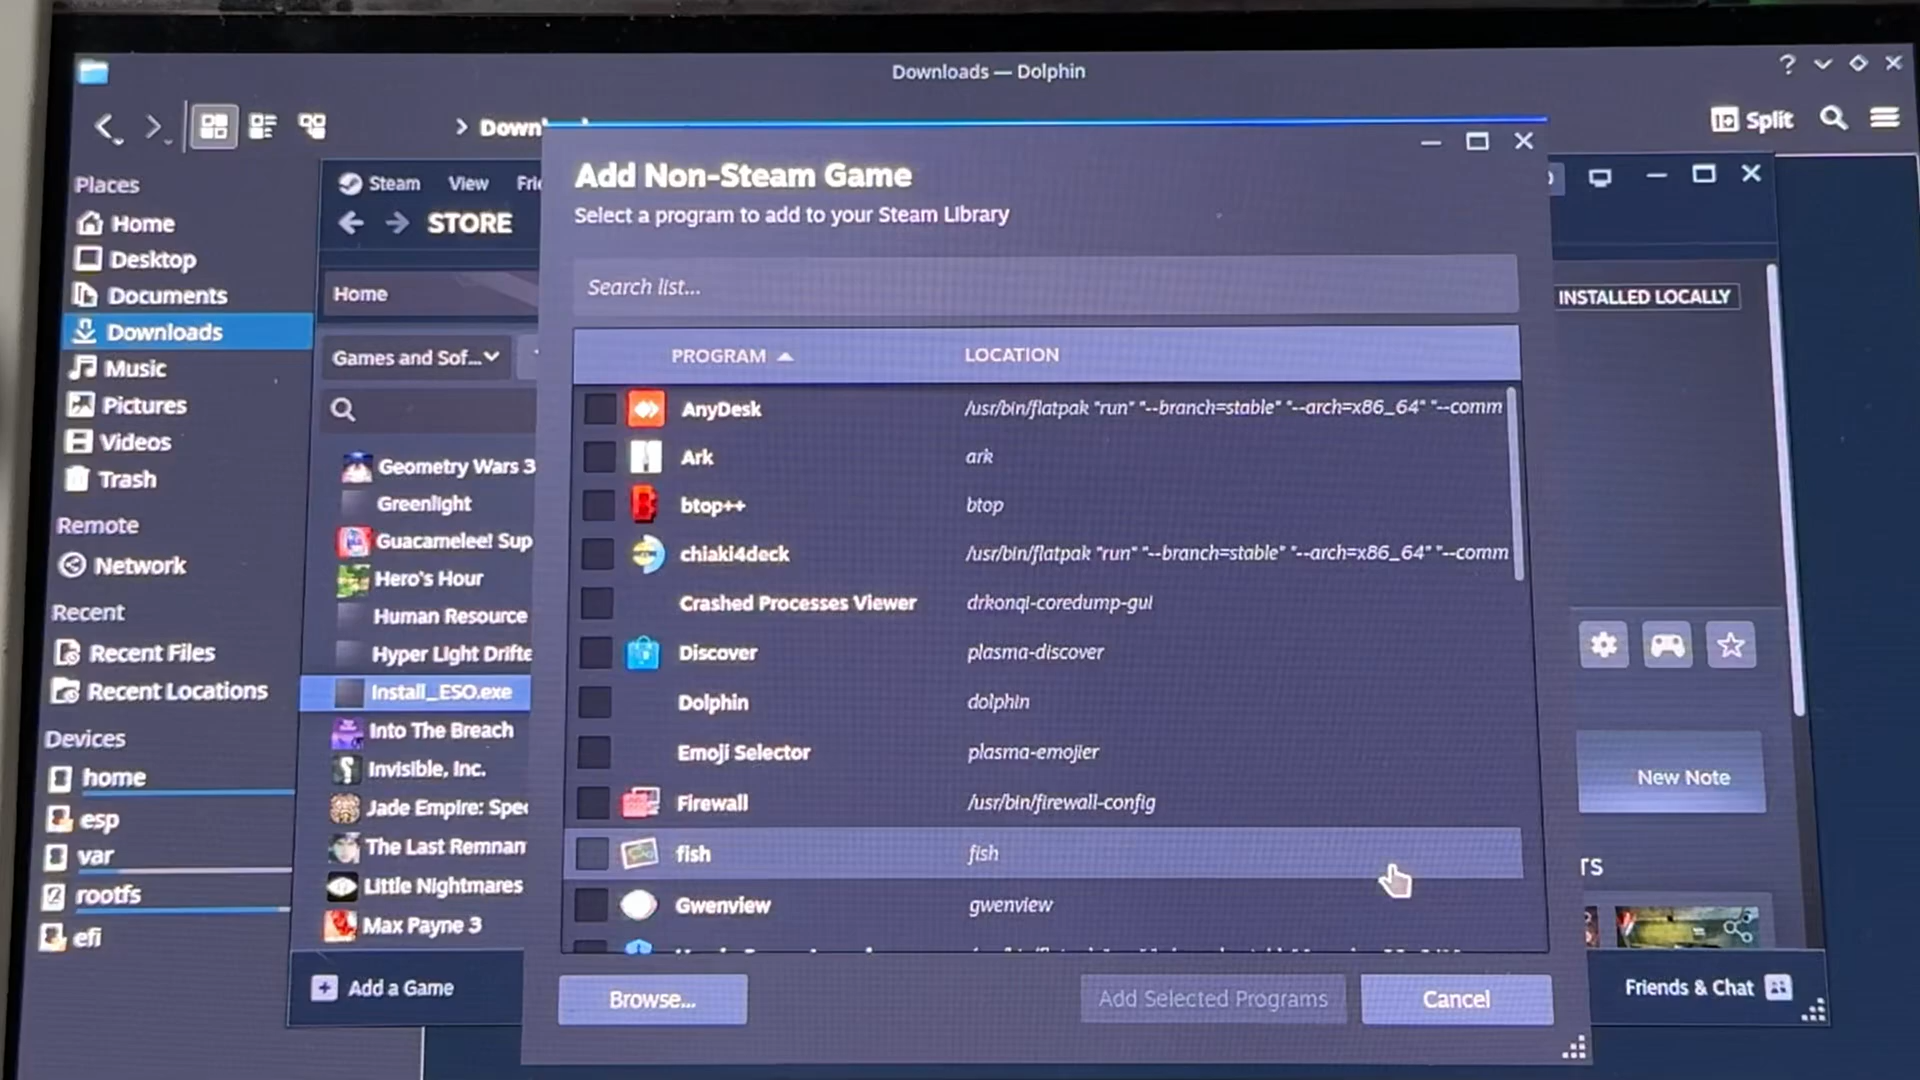 Downloads — Dolphin
Split
Places
Home
Desktop
Documents
Downloads
Music
Pictures
Videos
Trash
Remote
Network
Recent
Recent Files
Recent Locations
Devices
home
esp
var
rootfs
efi
Steam View
STORE
Home
Games and Sof...
Geometry Wars 3
Greenlight
Guacamelee! Sup
Hero's Hour
Human Resource
Hyper Light Drifte
Install_ESO.exe
Into The Breach
Invisible, Inc.
Jade Empire: Spec
The Last Remnan
Little Nightmares
Max Payne 3
Add a Game
Add Non-Steam Game
Select a program to add to your Steam Library
Search list...
PROGRAM LOCATION
AnyDesk /usr/bin/flatpak "run" "--branch=stable" "--arch=x86_64" "--comm
Ark ark
btop++ btop
chiaki4deck /usr/bin/flatpak "run" "--branch=stable" "--arch=x86_64" "--comm
Crashed Processes Viewer drkonqi-coredump-gui
Discover plasma-discover
Dolphin dolphin
Emoji Selector plasma-emojier
Firewall /usr/bin/firewall-config
fish fish
Gwenview gwenview
Browse... Add Selected Programs Cancel
INSTALLED LOCALLY
New Note
TS
Friends & Chat